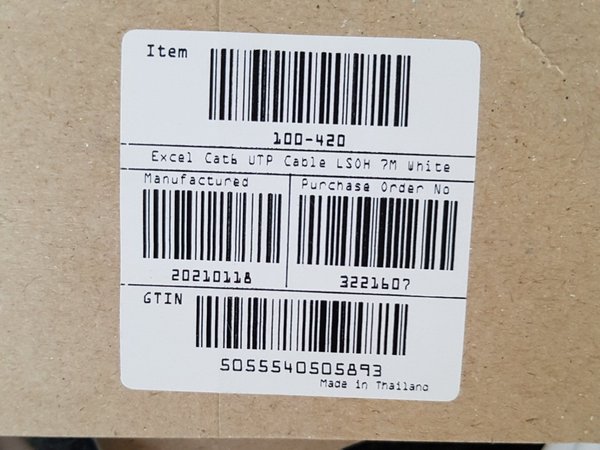 Item
100-420
Excel Cat6 UTP Cable LSOH 7M White
Manufactured
20210118
Purchase Order No
3221607
GTIN
5055540505893
Made in Thailand